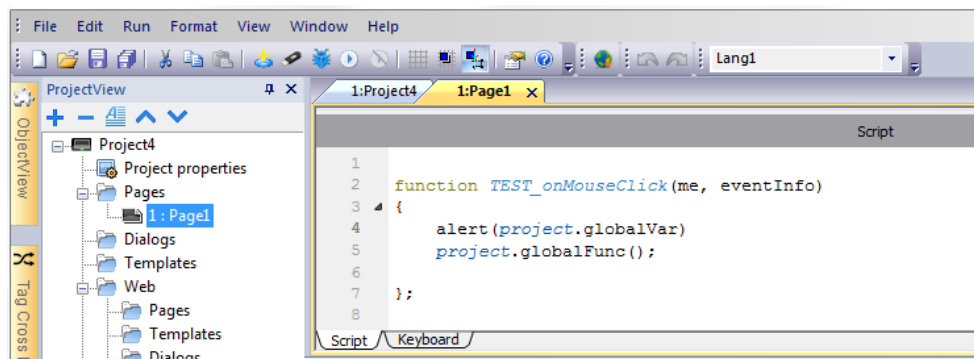 File Edit Run Format View Window Help
Lang1
ProjectView
1:Project4 1:Page1
ObjectView
Tag Cross
Project4
Project properties
Pages
1 : Page1
Dialogs
Templates
Web
Pages
Templates
Dialogs
Script
1
2 function TEST_onMouseClick(me, eventInfo)
3 {
4 alert(project.globalVar)
5 project.globalFunc();
6
7 };
8
Script Keyboard